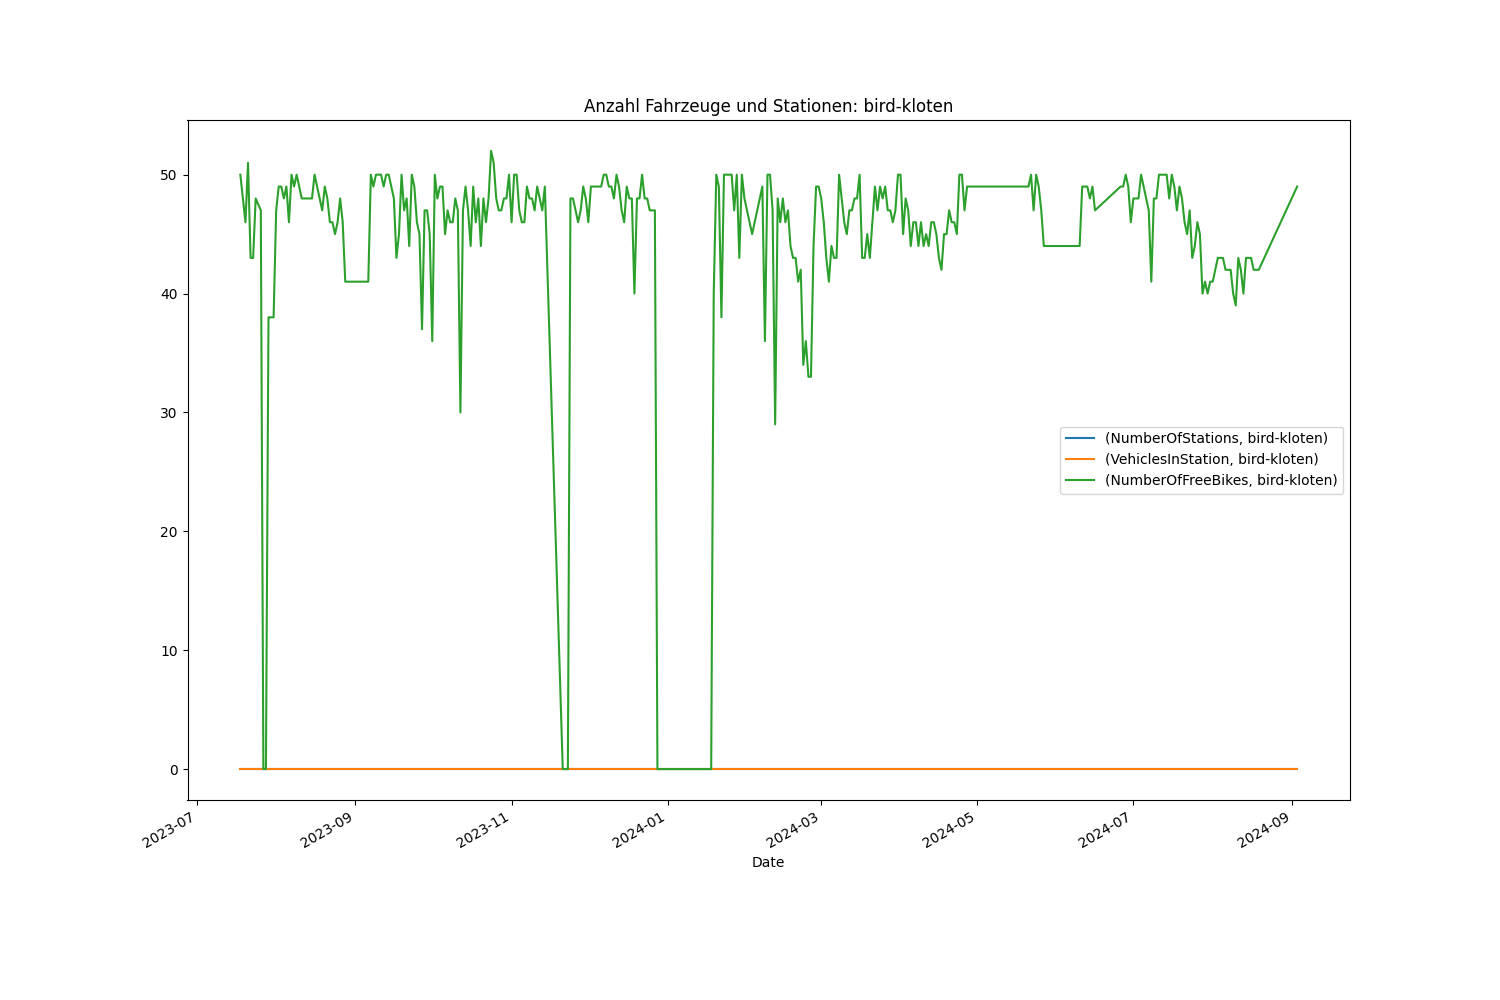 Anzahl Fahrzeuge und Stationen: bird-kloten
50
40
30
20
10
0
(NumberOfStations, bird-kloten)
(VehiclesInStation, bird-kloten)
(NumberOfFreeBikes, bird-kloten)
2023-07
2023-09
2023-11
2024-01
2024-03
2024-05
2024-07
2024-09
Date